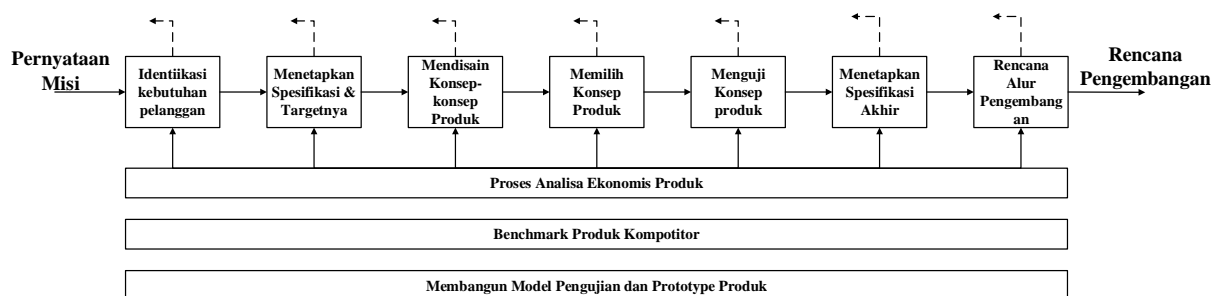 Pernyataan
Misi
Identiikasi
kebutuhan
pelanggan
Menetapkan
Spesifikasi &
Targetnya
Mendisain
Konsep-
konsep
Produk
Memilih
Konsep
Produk
Menguji
Konsep
produk
Menetapkan
Spesifikasi
Akhir
Rencana
Alur
Pengembang
an
Rencana
Pengembangan
Proses Analisa Ekonomis Produk
Benchmark Produk Kompotitor
Membangun Model Pengujian dan Prototype Produk